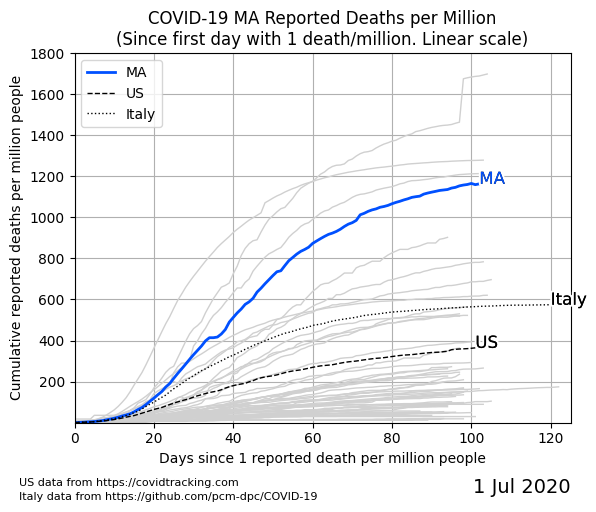 COVID-19 MA Reported Deaths per Million
(Since first day with 1 death/million. Linear scale)
Cumulative reported deaths per million people
1800
1600
1400
1200
1000
800
600
400
200
MA
US
Italy
MA
Italy
US
0 20 40 60 80 100 120
Days since 1 reported death per million people
US data from https://covidtracking.com
Italy data from https://github.com/pcm-dpc/COVID-19
1 Jul 2020